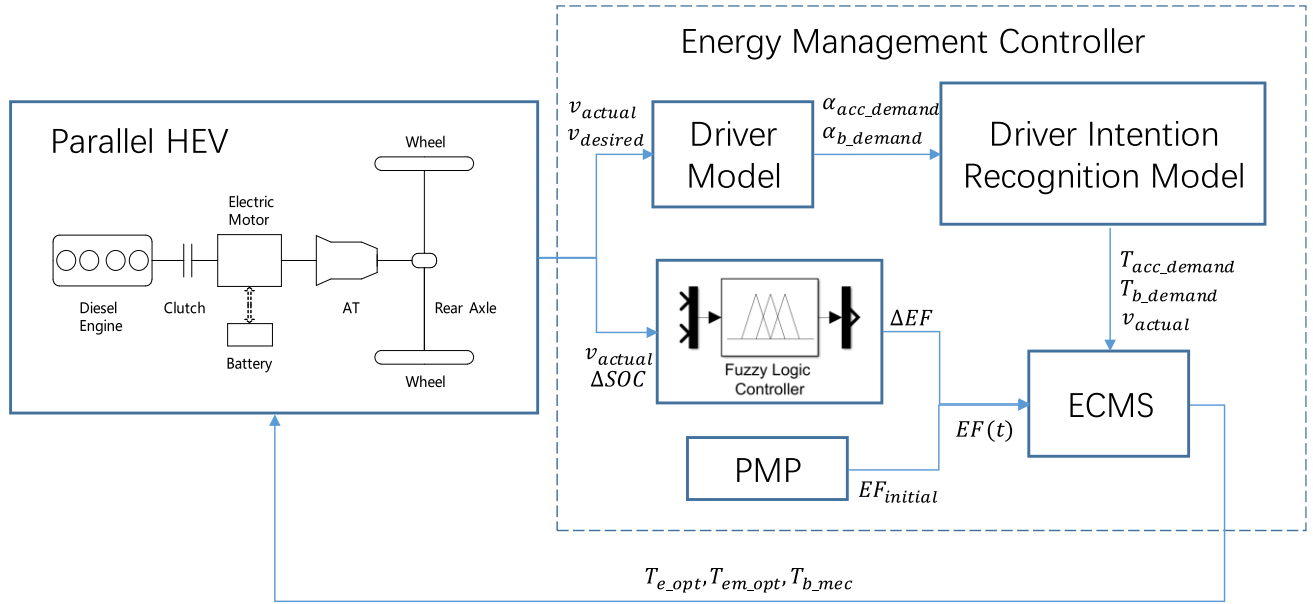 Energy Management Controller
Parallel HEV
Wheel
Electric
Motor
Diesel
Engine
Clutch
AT
Rear Axle
Battery
Wheel
v_actual
v_desired
Driver
Model
α_acc_demand
α_b_demand
Driver Intention
Recognition Model
T_acc_demand
T_b_demand
v_actual
v_actual
ΔSOC
Fuzzy Logic
Controller
ΔEF
PMP
EF_initial
EF(t)
ECMS
T_e_opt, T_em_opt, T_b_mec